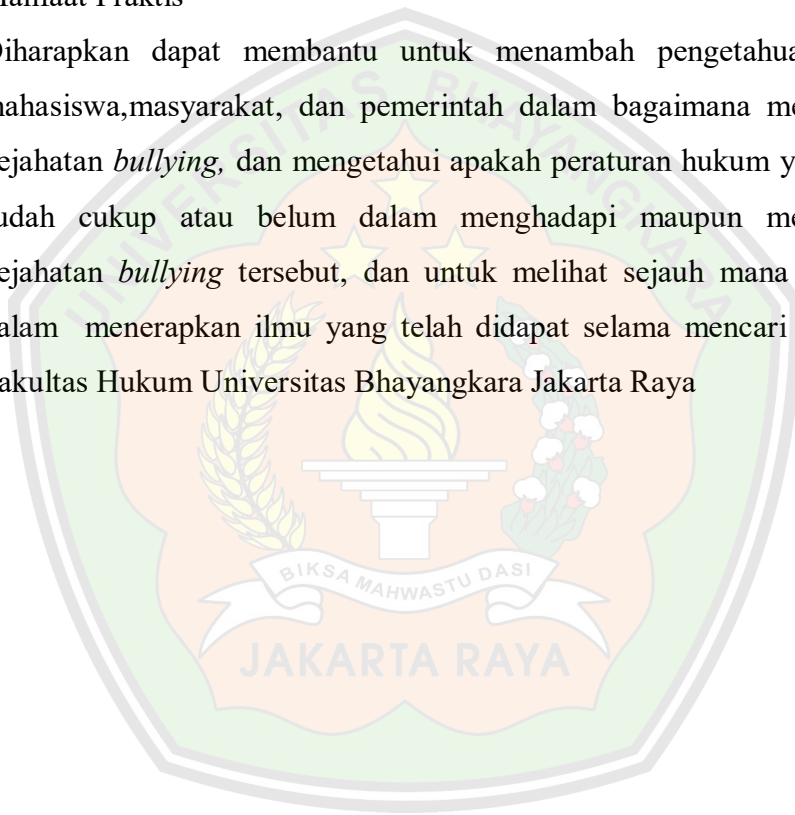 Manfaat Praktis
Diharapkan dapat membantu untuk menambah pengetahua
mahasiswa,masyarakat, dan pemerintah dalam bagaimana me
kejahatan bullying, dan mengetahui apakah peraturan hukum y
sudah cukup atau belum dalam menghadapi maupun me
kejahatan bullying tersebut, dan untuk melihat sejauh mana
dalam menerapkan ilmu yang telah didapat selama mencari
Fakultas Hukum Universitas Bhayangkara Jakarta Raya
UNIVERSITAS BHAYANGKARA
BIKSA MAHWASTU DASI
JAKARTA RAYA